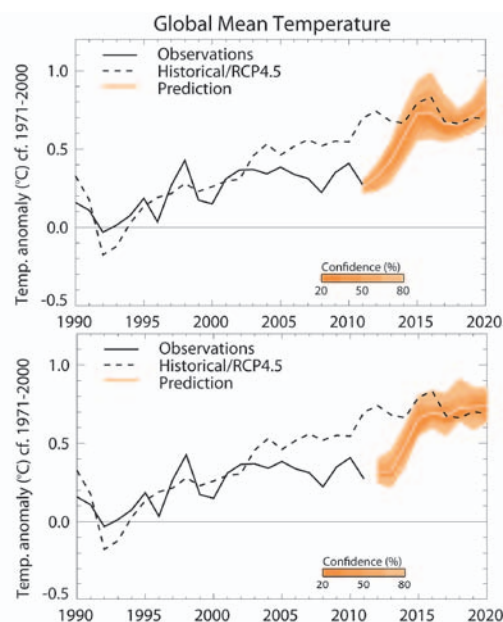 Global Mean Temperature
Temp. anomaly (°C) cf. 1971-2000
1.0
0.5
0.0
-0.5
Observations
Historical/RCP4.5
Prediction
Confidence (%)
20 50 80
1990 1995 2000 2005 2010 2015 2020
Temp. anomaly (°C) cf. 1971-2000
1.0
0.5
0.0
-0.5
Observations
Historical/RCP4.5
Prediction
Confidence (%)
20 50 80
1990 1995 2000 2005 2010 2015 2020